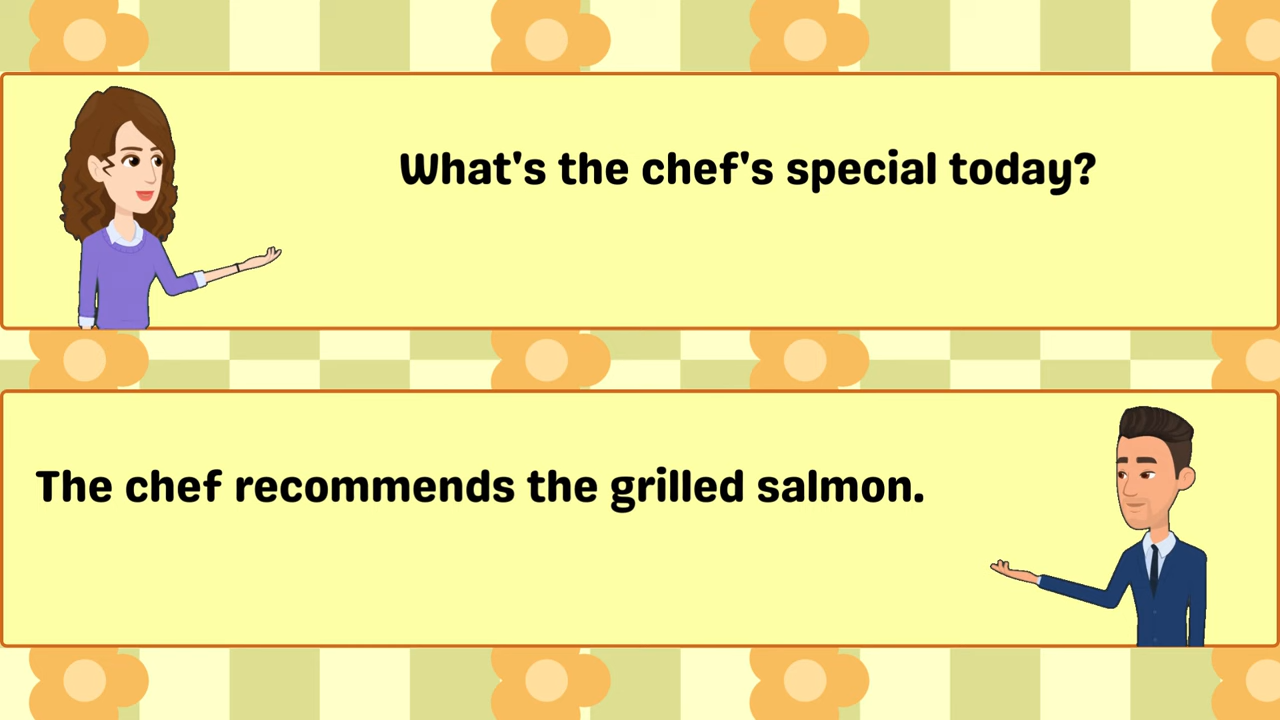 What's the chef's special today?
The chef recommends the grilled salmon.